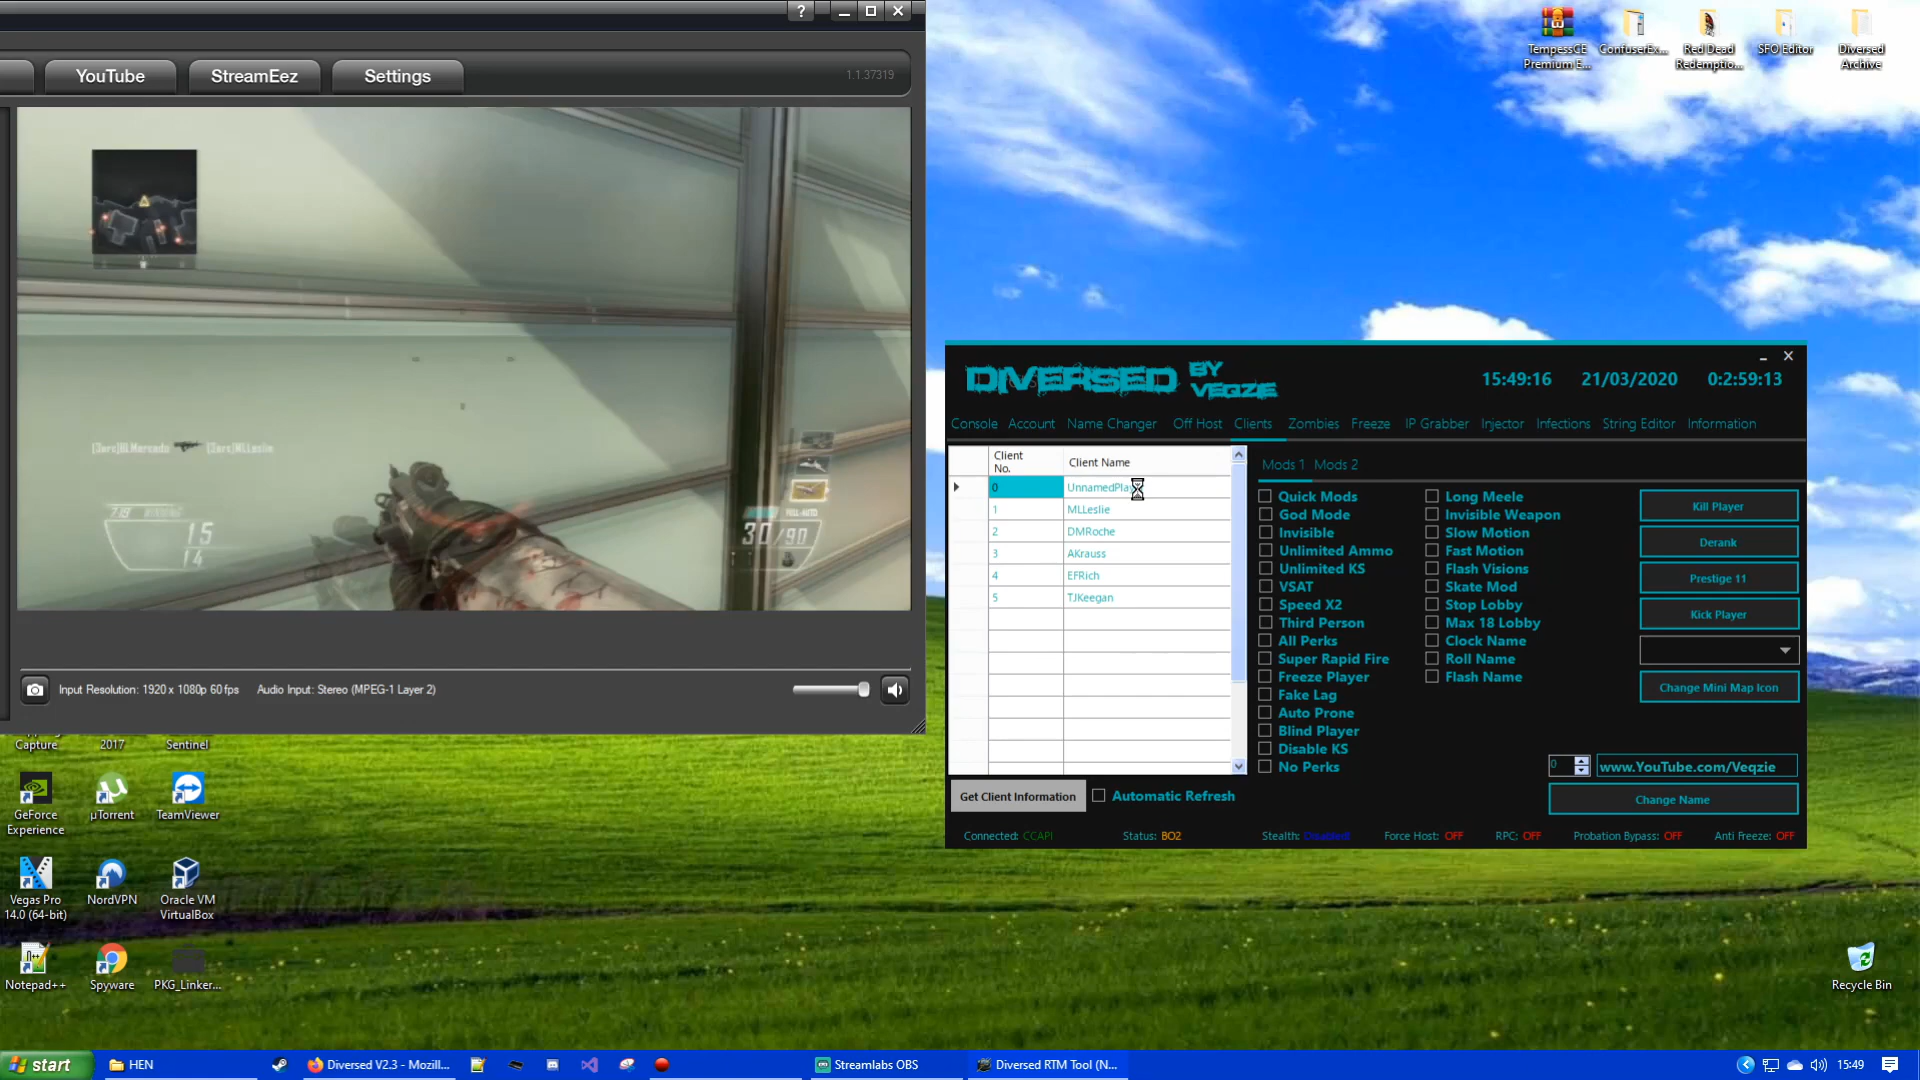 ?
YouTube
StreamEez
Settings
1.1.37319
15
14
30/90
Input Resolution: 1920 x 1080p 60 fps
Audio Input: Stereo (MPEG-1 Layer 2)
TempessCE Premium E...
ConfuserEx...
Red Dead Redemptio...
SFO Editor
Diversed Archive
DIVERSED BY VEQZIE
15:49:16
21/03/2020
0:2:59:13
Console
Account
Name Changer
Off Host
Clients
Zombies
Freeze
IP Grabber
Injector
Infections
String Editor
Information
Client No.
Client Name
0
1 MLLeslie
2 DMRoche
3 AKrauss
4 EFRich
5 TJKeegan
Get Client Information
Automatic Refresh
Mods 1
Mods 2
Quick Mods
God Mode
Invisible
Unlimited Ammo
Unlimited KS
VSAT
Speed X2
Third Person
All Perks
Super Rapid Fire
Freeze Player
Fake Lag
Auto Prone
Blind Player
Disable KS
No Perks
Long Meele
Invisible Weapon
Slow Motion
Fast Motion
Flash Visions
Skate Mod
Stop Lobby
Max 18 Lobby
Clock Name
Roll Name
Flash Name
Kill Player
Derank
Prestige 11
Kick Player
Change Mini Map Icon
0
www.YouTube.com/Veqzie
Change Name
Connected: CCAPI
Status: BO2
Stealth: Disabled!
Force Host: OFF
RPC: OFF
Probation Bypass: OFF
Anti Freeze: OFF
Capture
2017
Sentinel
GeForce Experience
µTorrent
TeamViewer
Vegas Pro 14.0 (64-bit)
NordVPN
Oracle VM VirtualBox
Notepad++
Spyware
PKG_Linker...
Recycle Bin
start
HEN
Diversed V2.3 - Mozill...
Streamlabs OBS
Diversed RTM Tool (N...
15:49